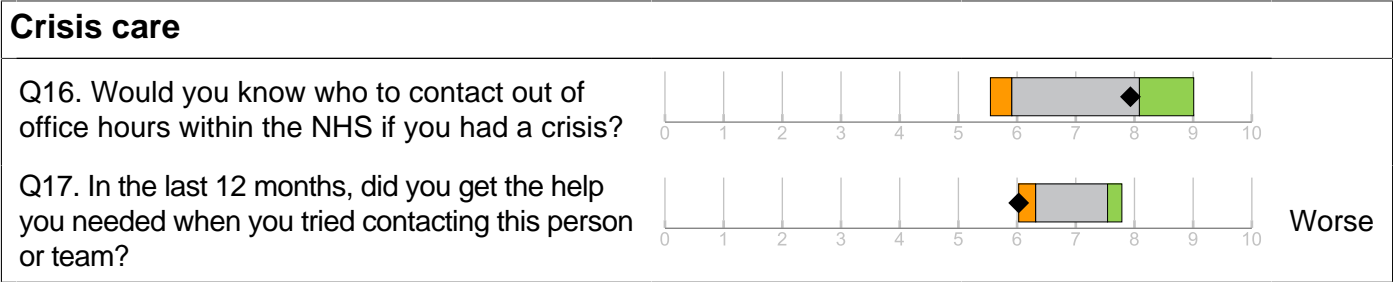 Crisis care
Q16. Would you know who to contact out of
office hours within the NHS if you had a crisis?
0 1 2 3 4 5 6 7 8 9 10
Q17. In the last 12 months, did you get the help
you needed when you tried contacting this person
or team?
0 1 2 3 4 5 6 7 8 9 10
Worse